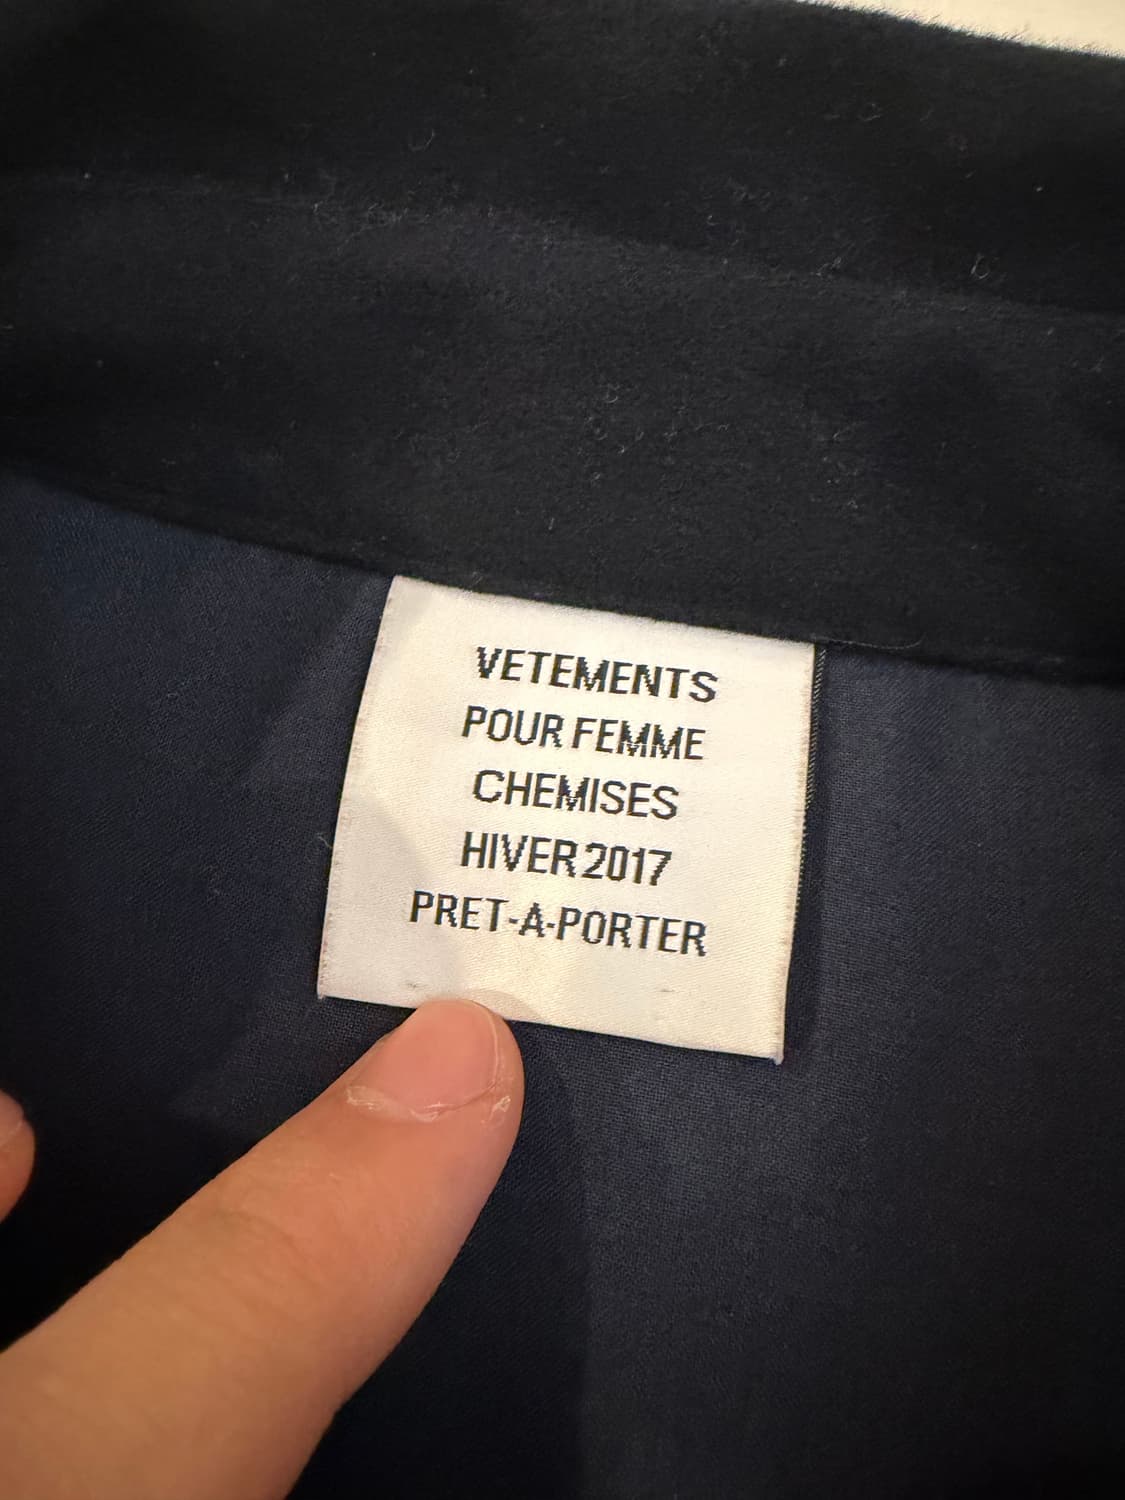 VETEMENTS
POUR FEMME
CHEMISES
HIVER 2017
PRET-A-PORTER